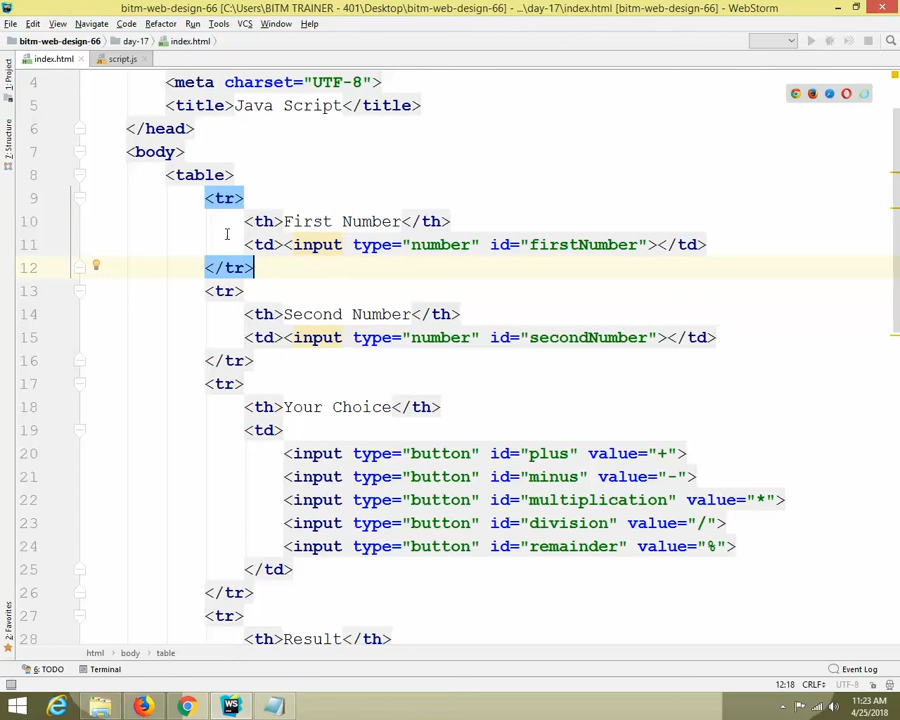 bitm-web-design-66 [C:\Users\BITM TRAINER - 401\Desktop\bitm-web-design-66] - ...\day-17\index.html [bitm-web-design-66] - WebStorm
File Edit View Navigate Code Refactor Run Tools VCS Window Help
bitm-web-design-66 day-17 index.html
index.html script.js
1: Project
7: Structure
2: Favorites
4 <meta charset="UTF-8">
5 <title>Java Script</title>
6 </head>
7 <body>
8 <table>
9 <tr>
10 <th>First Number</th>
11 <td><input type="number" id="firstNumber"></td>
12 </tr>
13 <tr>
14 <th>Second Number</th>
15 <td><input type="number" id="secondNumber"></td>
16 </tr>
17 <tr>
18 <th>Your Choice</th>
19 <td>
20 <input type="button" id="plus" value="+">
21 <input type="button" id="minus" value="-">
22 <input type="button" id="multiplication" value="*">
23 <input type="button" id="division" value="/">
24 <input type="button" id="remainder" value="%">
25 </td>
26 </tr>
27 <tr>
28 <th>Result</th>
html body table
6: TODO Terminal Event Log
12:18 CRLF UTF-8
11:23 AM
4/25/2018